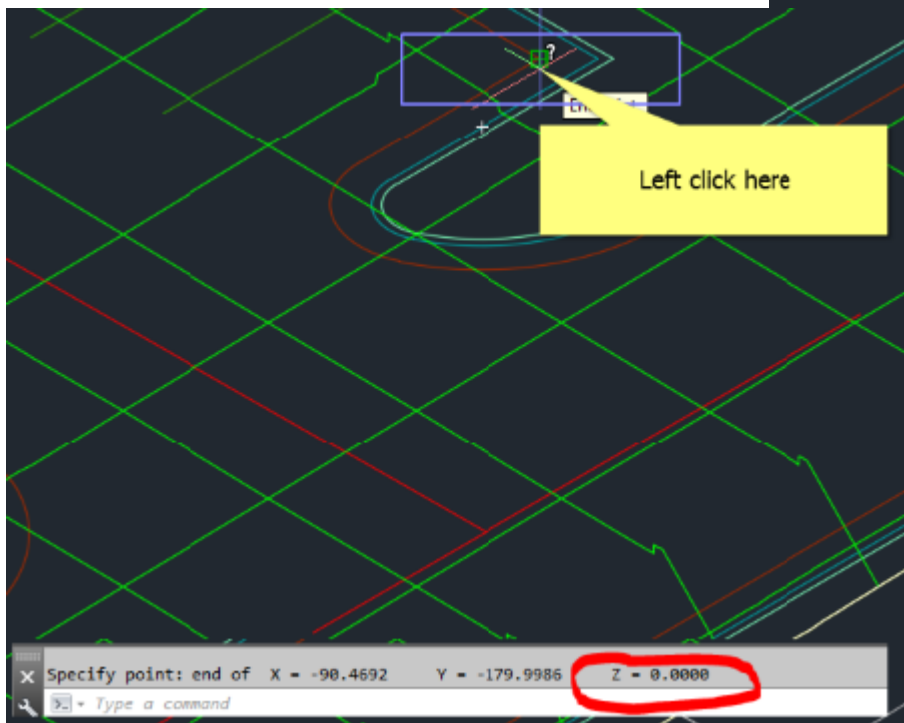 ?
Left click here
Specify point: end of X = -90.4692 Y = -179.9986 Z = 0.0000
Type a command